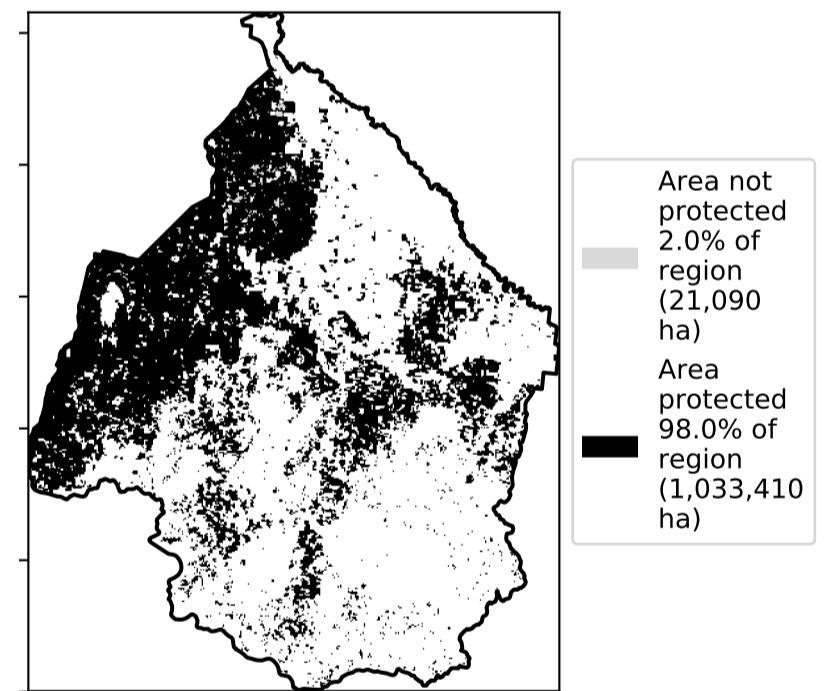 Area not
protected
2.0% of
region
(21,090
ha)
Area
protected
98.0% of
region
(1,033,410
ha)